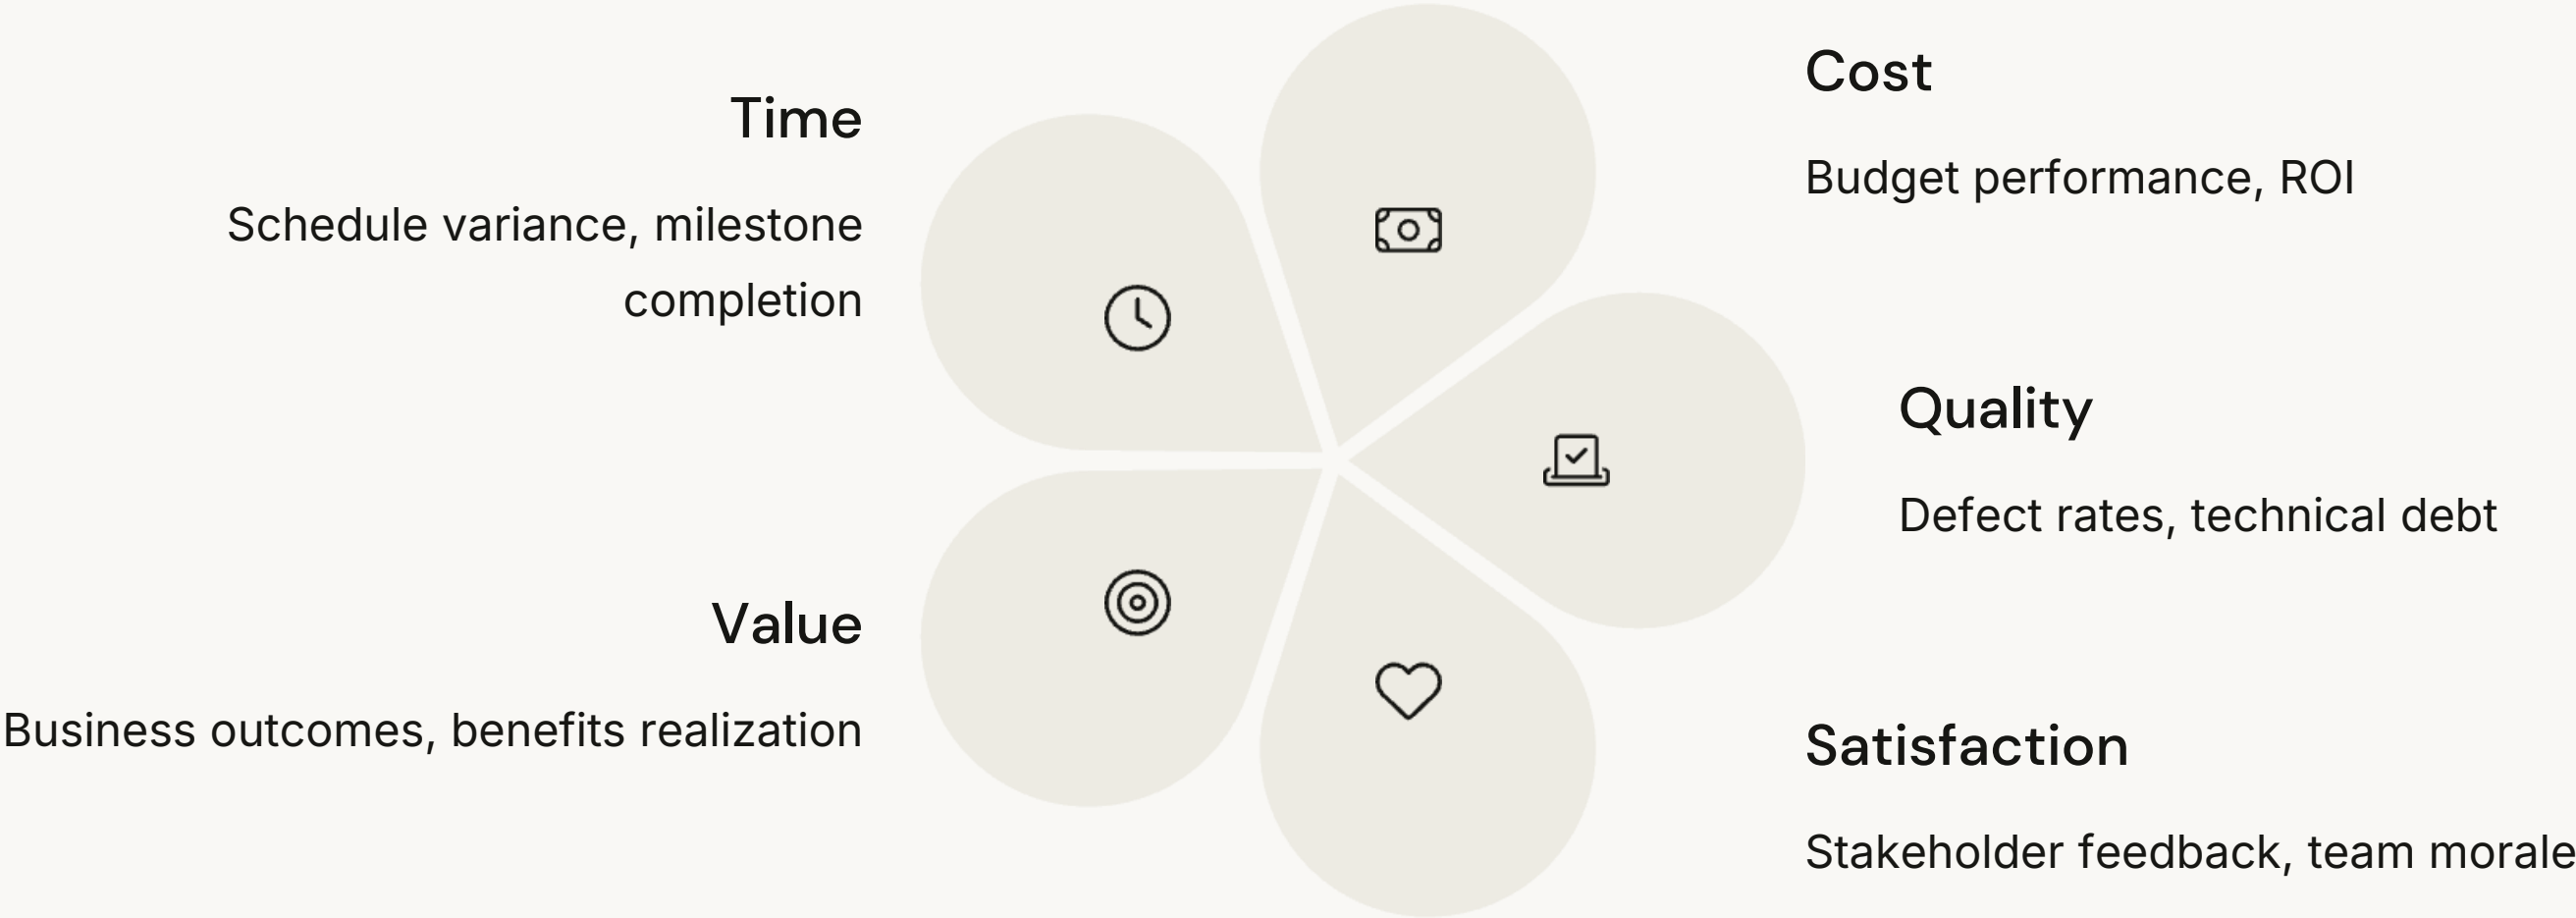 Time
Schedule variance, milestone
completion
Cost
Budget performance, ROI
Quality
Defect rates, technical debt
Value
Business outcomes, benefits realization
Satisfaction
Stakeholder feedback, team morale